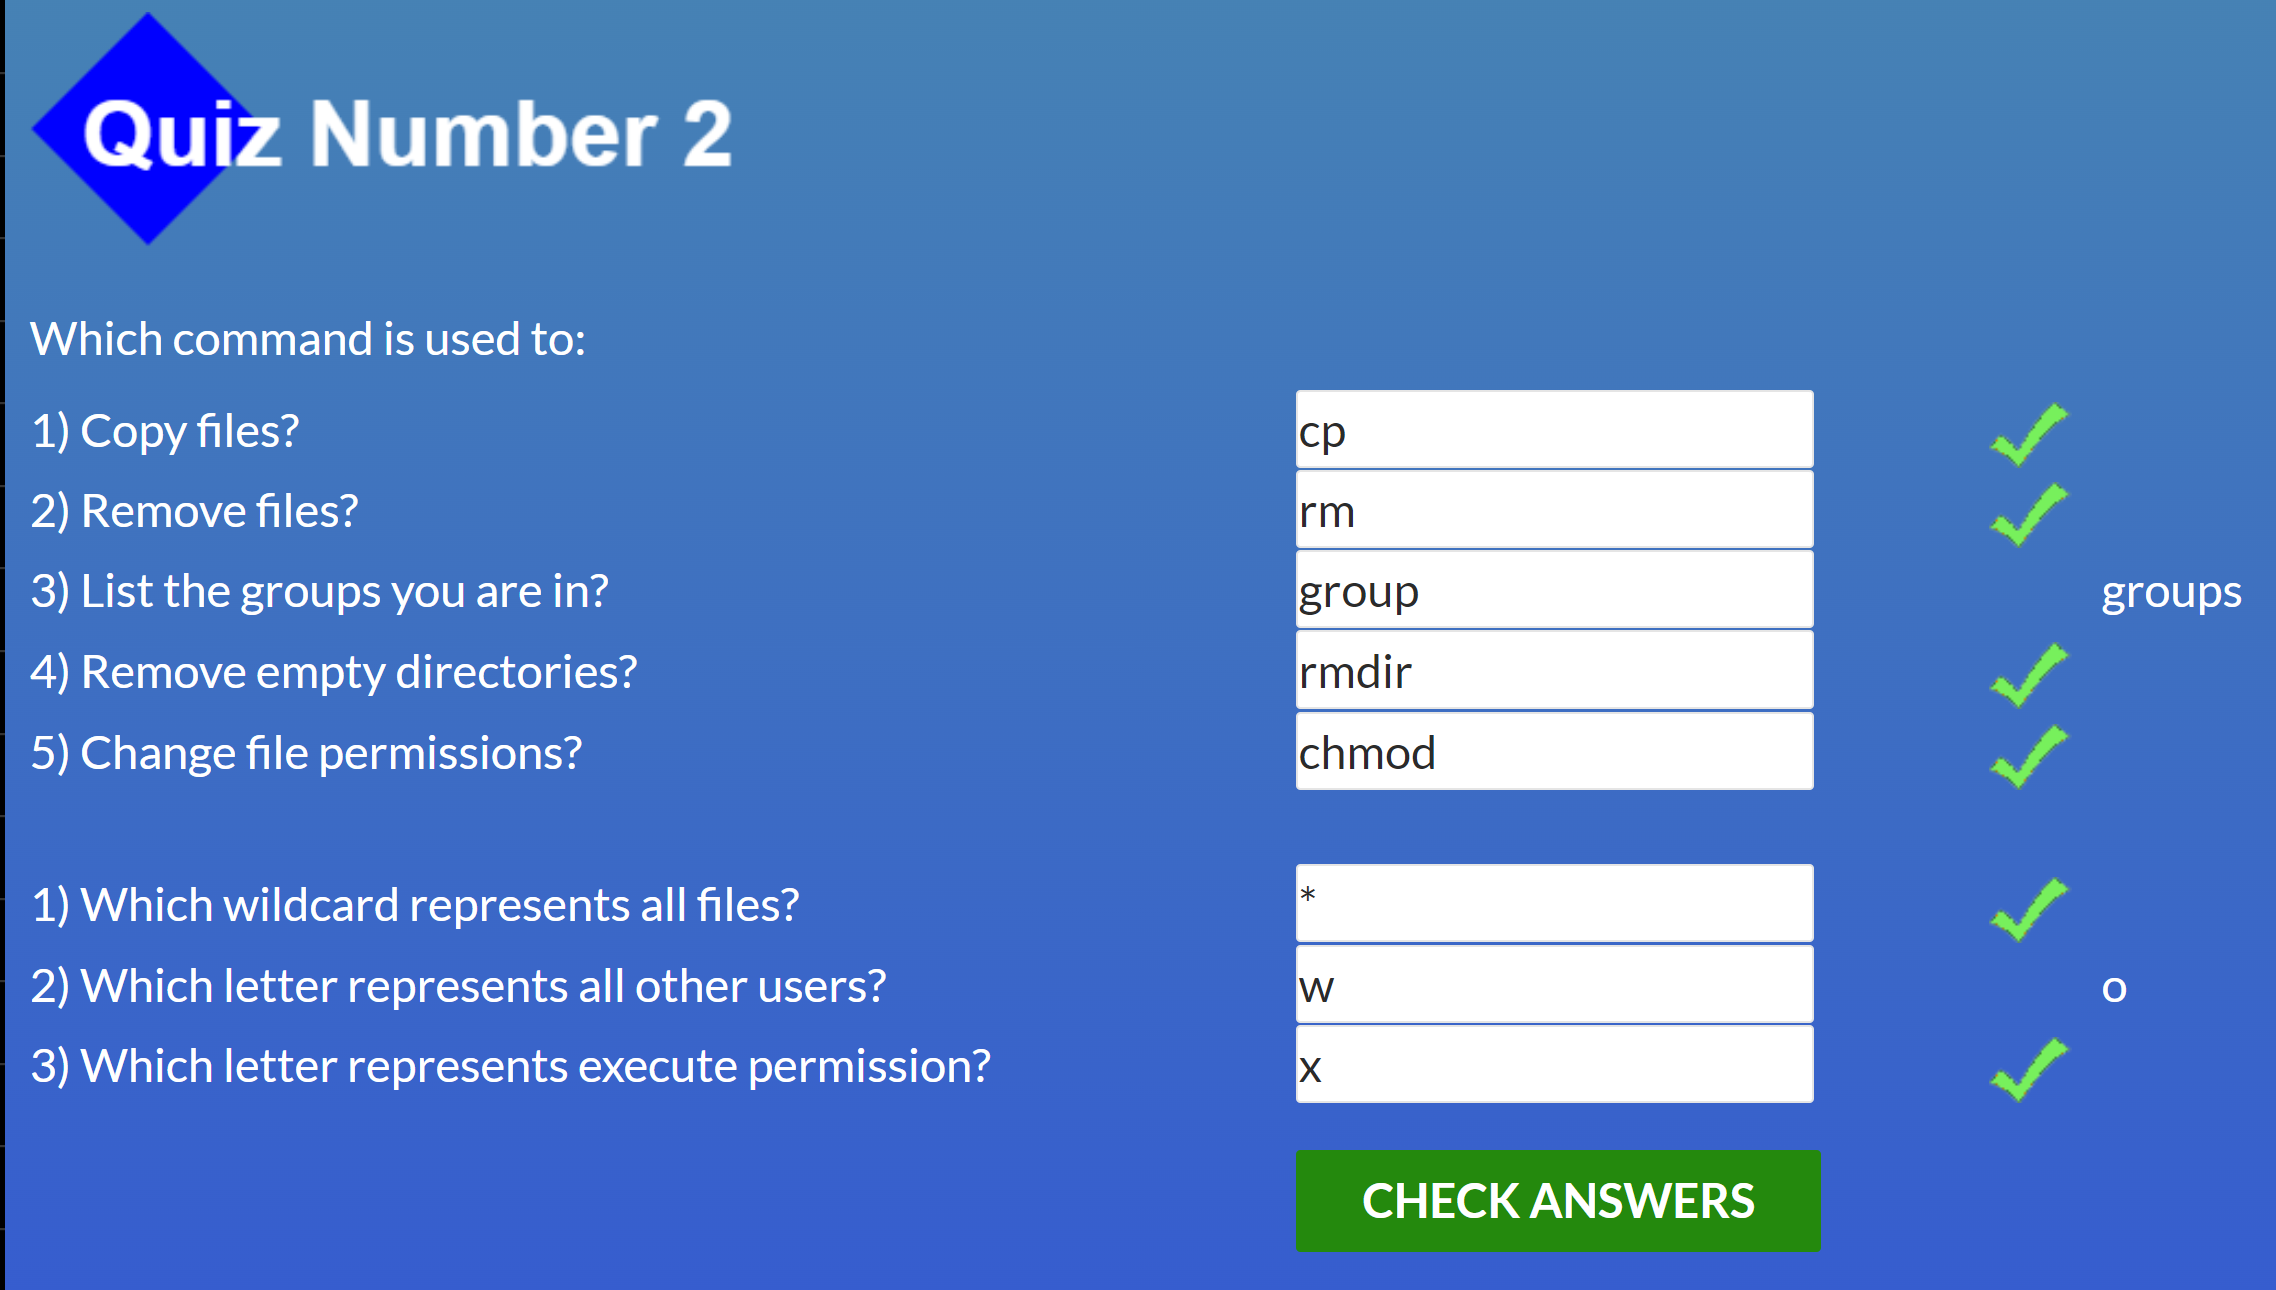 Quiz Number 2
Which command is used to:
1) Copy files? cp
2) Remove files? rm
3) List the groups you are in? group groups
4) Remove empty directories? rmdir
5) Change file permissions? chmod
1) Which wildcard represents all files? *
2) Which letter represents all other users? w o
3) Which letter represents execute permission? x
CHECK ANSWERS